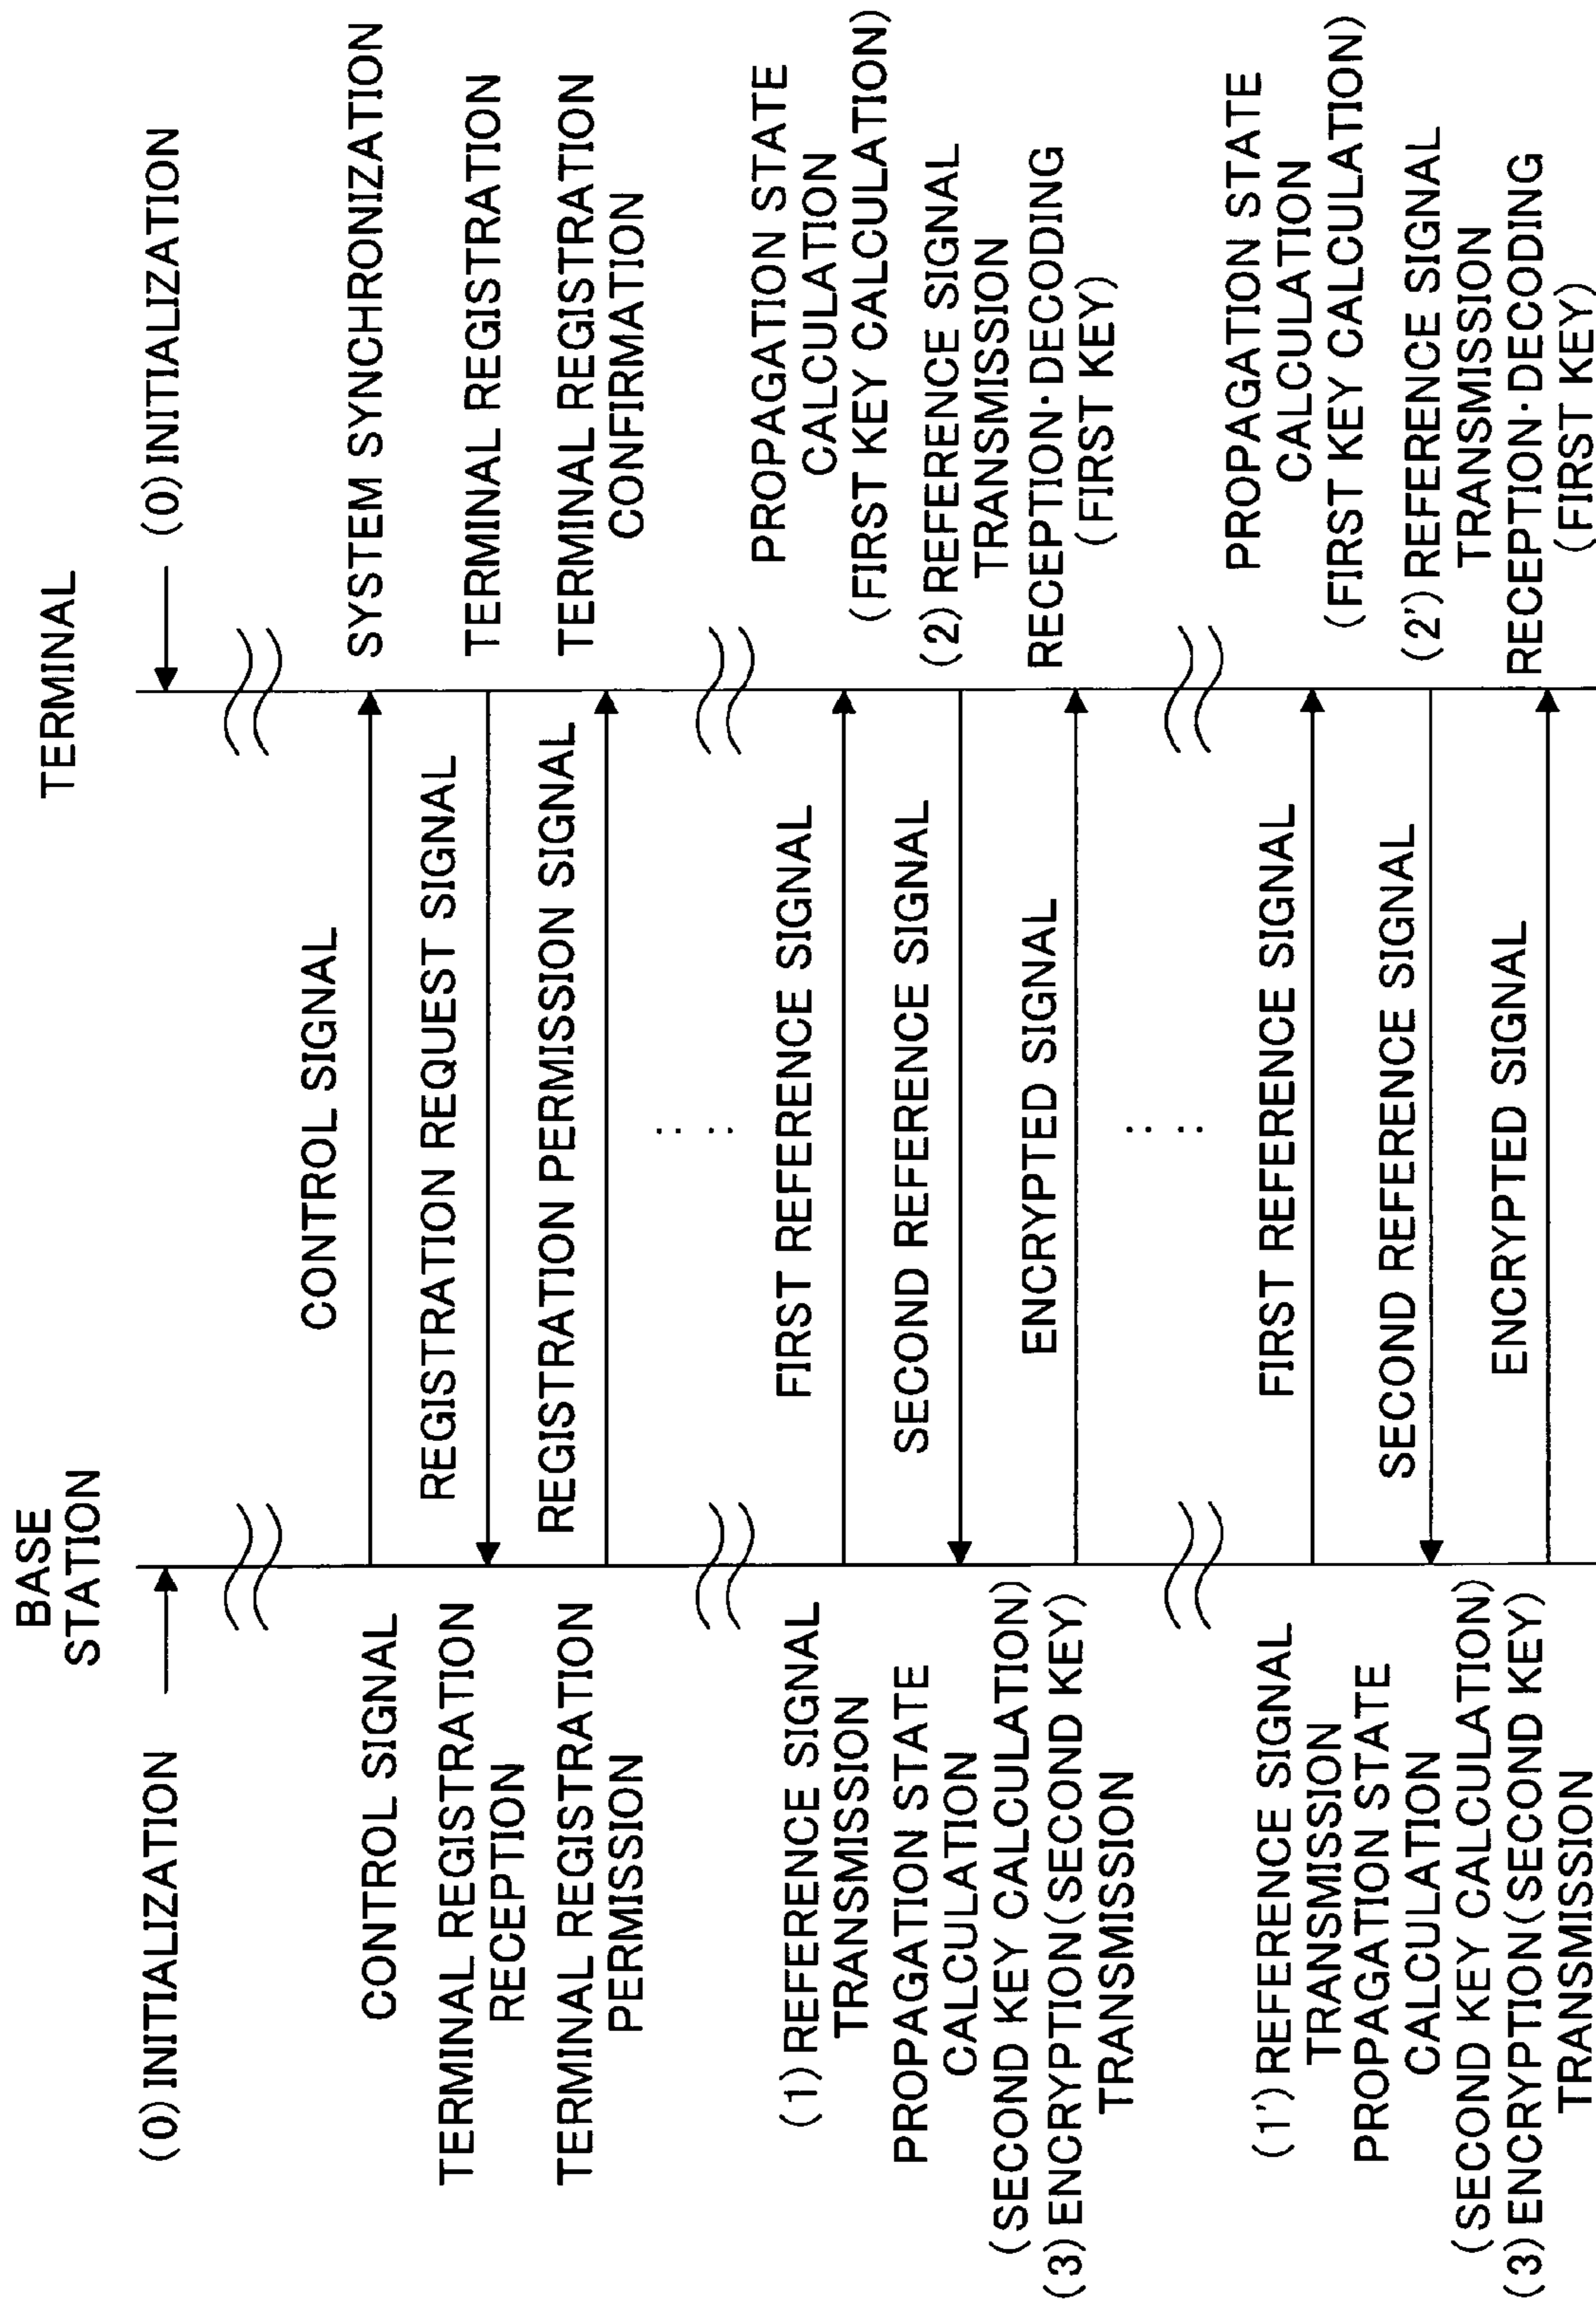 BASE
STATION
TERMINAL
(0) INITIALIZATION
(0) INITIALIZATION
CONTROL SIGNAL
CONTROL SIGNAL
SYSTEM SYNCHRONIZATION
TERMINAL REGISTRATION
RECEPTION
REGISTRATION REQUEST SIGNAL
TERMINAL REGISTRATION
TERMINAL REGISTRATION
PERMISSION
REGISTRATION PERMISSION SIGNAL
TERMINAL REGISTRATION
CONFIRMATION
(1) REFERENCE SIGNAL
TRANSMISSION
FIRST REFERENCE SIGNAL
PROPAGATION STATE
CALCULATION
(FIRST KEY CALCULATION)
PROPAGATION STATE
CALCULATION
(SECOND KEY CALCULATION)
SECOND REFERENCE SIGNAL
(2) REFERENCE SIGNAL
TRANSMISSION
(3) ENCRYPTION(SECOND KEY)
TRANSMISSION
ENCRYPTED SIGNAL
RECEPTION·DECODING
(FIRST KEY)
(1') REFERENCE SIGNAL
TRANSMISSION
FIRST REFERENCE SIGNAL
PROPAGATION STATE
CALCULATION
(FIRST KEY CALCULATION)
PROPAGATION STATE
CALCULATION
(SECOND KEY CALCULATION)
SECOND REFERENCE SIGNAL
(2') REFERENCE SIGNAL
TRANSMISSION
(3) ENCRYPTION(SECOND KEY)
TRANSMISSION
ENCRYPTED SIGNAL
RECEPTION·DECODING
(FIRST KEY)